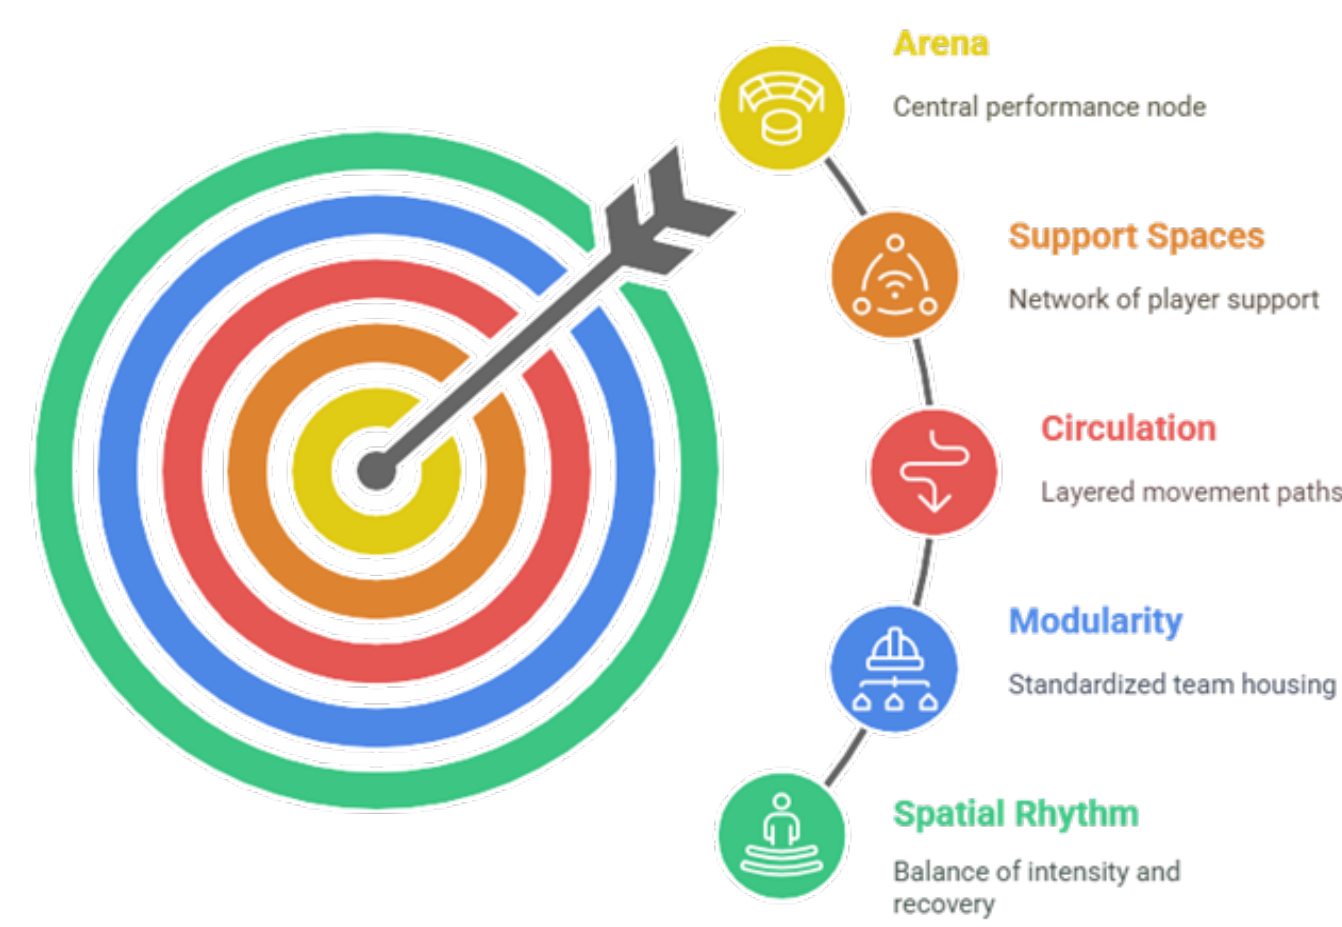 Arena
Central performance node
Support Spaces
Network of player support
Circulation
Layered movement paths
Modularity
Standardized team housing
Spatial Rhythm
Balance of intensity and
recovery